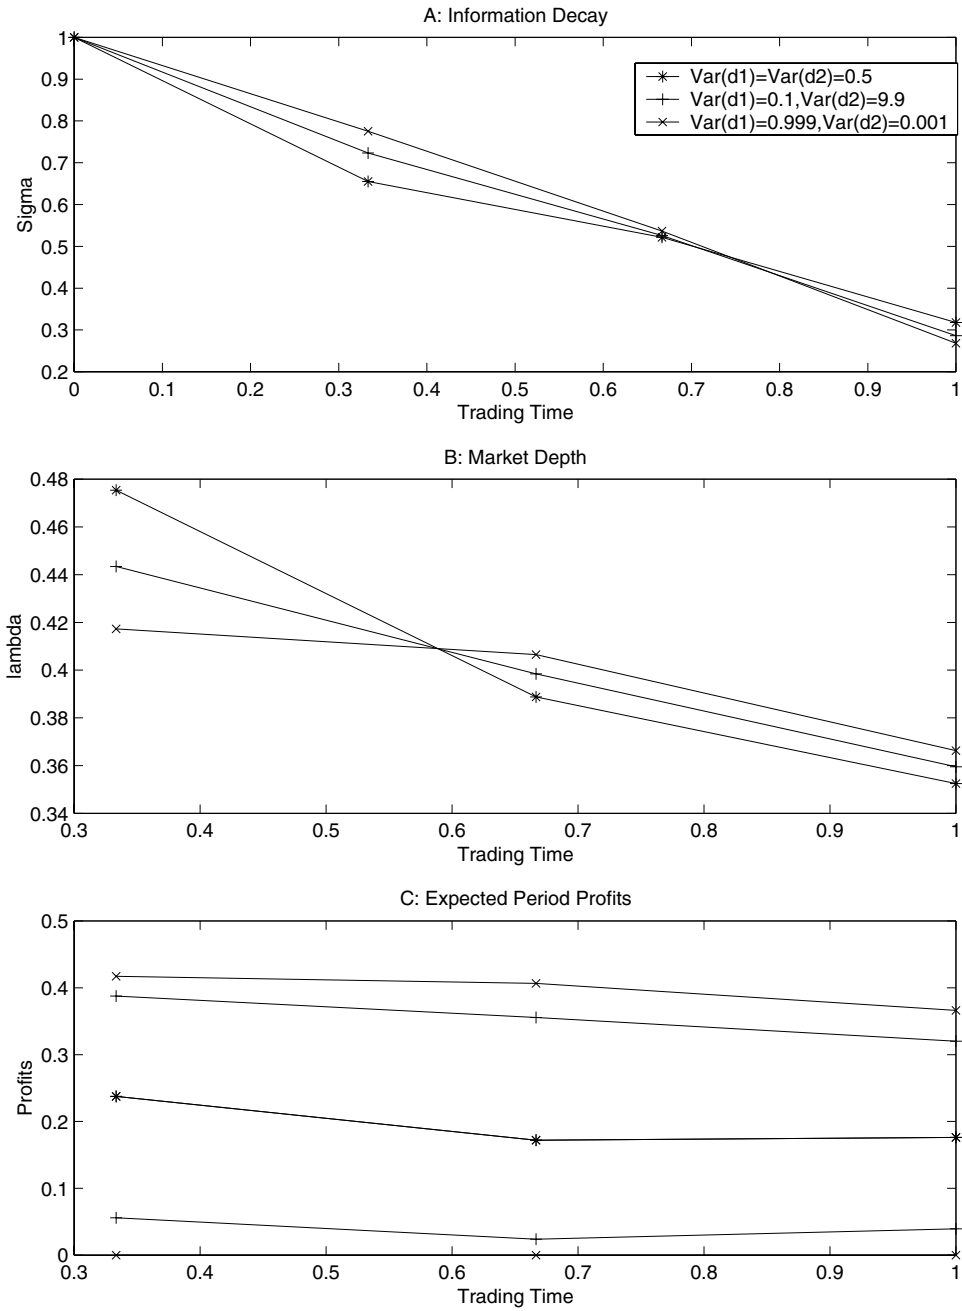 A: Information Decay
1
0.9
0.8
0.7
0.6
0.5
0.4
0.3
0.2
Sigma
Var(d1)=Var(d2)=0.5
Var(d1)=0.1,Var(d2)=9.9
Var(d1)=0.999,Var(d2)=0.001
0 0.1 0.2 0.3 0.4 0.5 0.6 0.7 0.8 0.9 1
Trading Time
B: Market Depth
0.48
0.46
0.44
0.42
0.4
0.38
0.36
0.34
lambda
0.3 0.4 0.5 0.6 0.7 0.8 0.9 1
Trading Time
C: Expected Period Profits
0.5
0.4
0.3
0.2
0.1
0
Profits
0.3 0.4 0.5 0.6 0.7 0.8 0.9 1
Trading Time